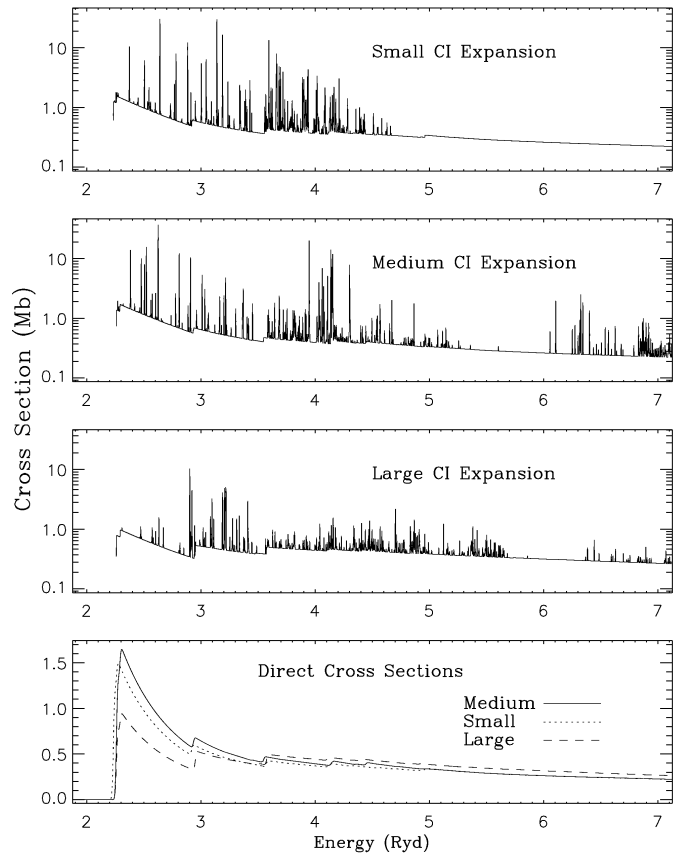 Small CI Expansion
10
1.0
0.1
2 3 4 5 6 7
Medium CI Expansion
10
1.0
0.1
2 3 4 5 6 7
Cross Section (Mb)
Large CI Expansion
10
1.0
0.1
2 3 4 5 6 7
Direct Cross Sections
Medium
Small
Large
1.5
1.0
0.5
0.0
2 3 4 5 6 7
Energy (Ryd)